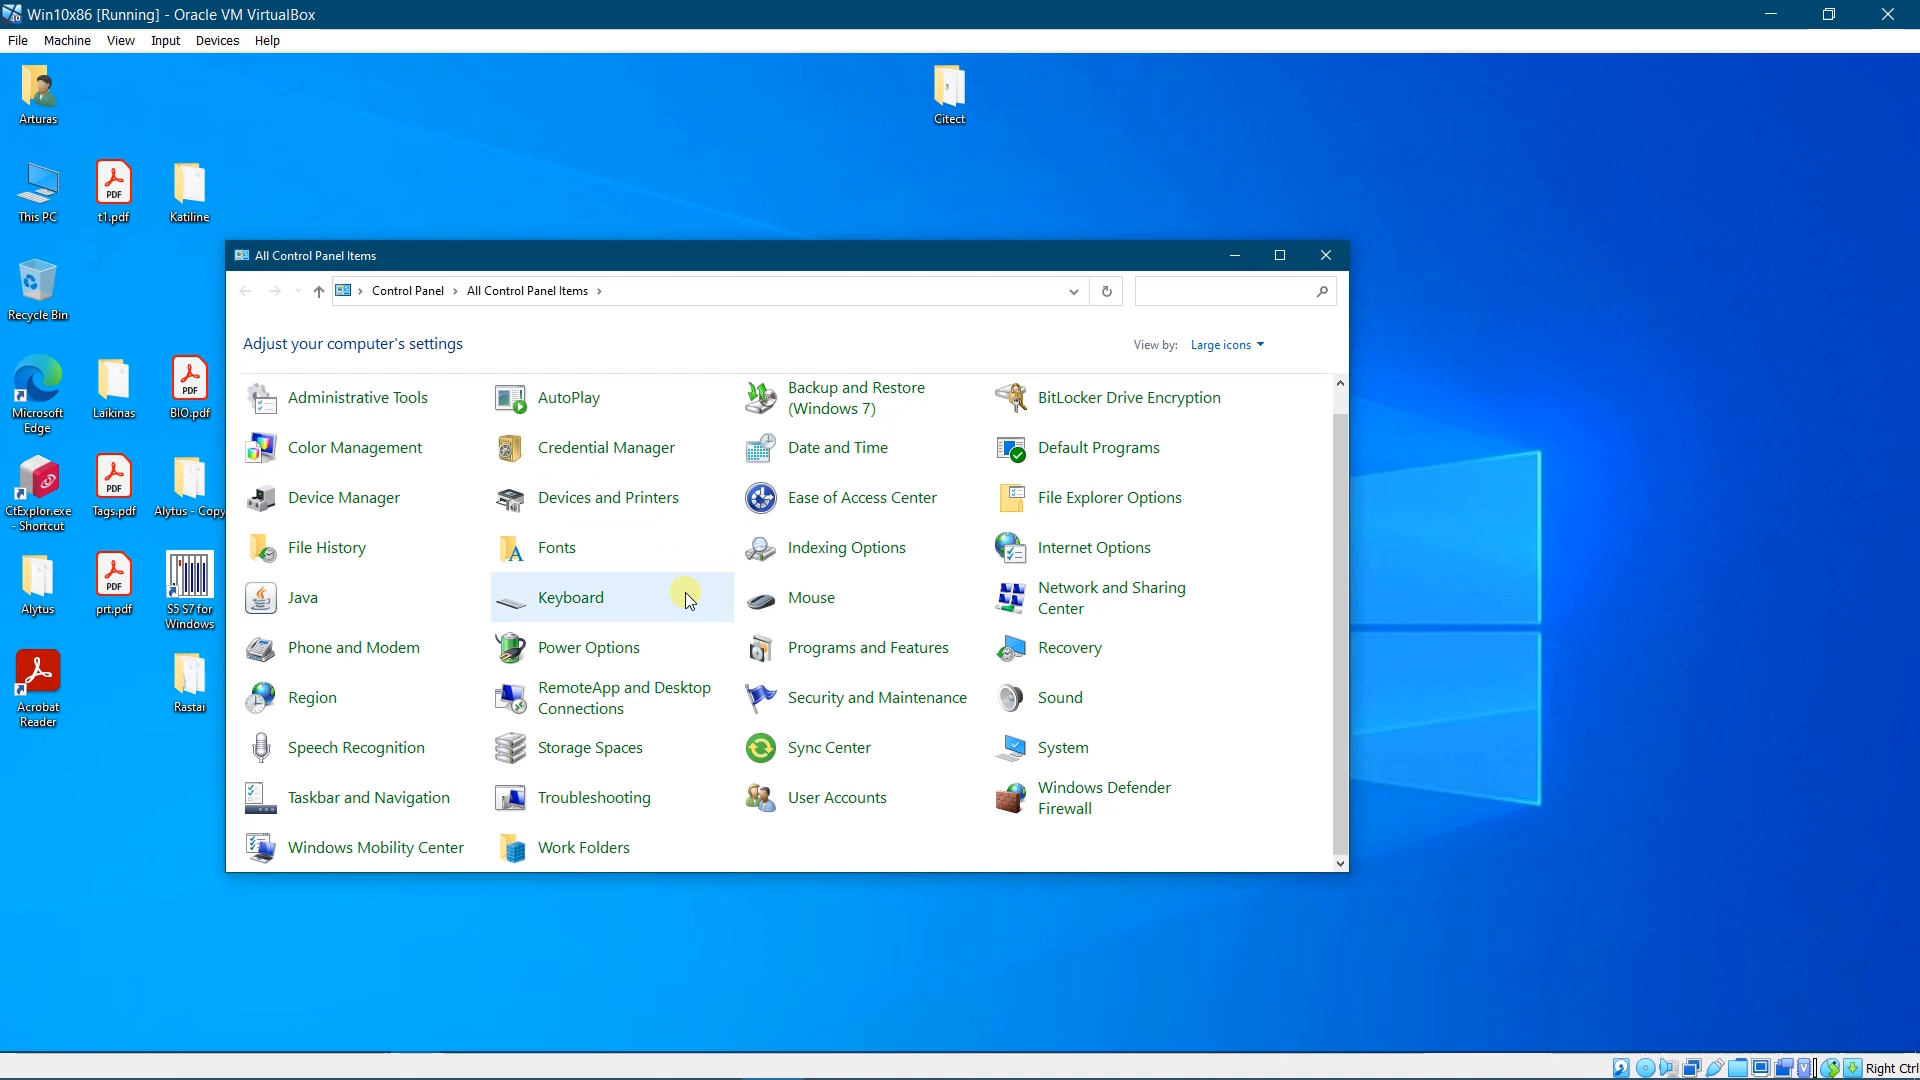 Win10x86 [Running] - Oracle VM VirtualBox
File Machine View Input Devices Help
Arturas
Citect
This PC
t1.pdf
Katiline
Recycle Bin
Microsoft
Edge
Laikinas
BIO.pdf
CtExplor.exe
- Shortcut
Tags.pdf
Alytus - Copy
Alytus
prt.pdf
S5 S7 for
Windows
Acrobat
Reader
Rastai
All Control Panel Items
Control Panel > All Control Panel Items >
Adjust your computer's settings
View by: Large icons
Administrative Tools
AutoPlay
Backup and Restore
(Windows 7)
BitLocker Drive Encryption
Color Management
Credential Manager
Date and Time
Default Programs
Device Manager
Devices and Printers
Ease of Access Center
File Explorer Options
File History
Fonts
Indexing Options
Internet Options
Java
Keyboard
Mouse
Network and Sharing
Center
Phone and Modem
Power Options
Programs and Features
Recovery
Region
RemoteApp and Desktop
Connections
Security and Maintenance
Sound
Speech Recognition
Storage Spaces
Sync Center
System
Taskbar and Navigation
Troubleshooting
User Accounts
Windows Defender
Firewall
Windows Mobility Center
Work Folders
Right Ctrl